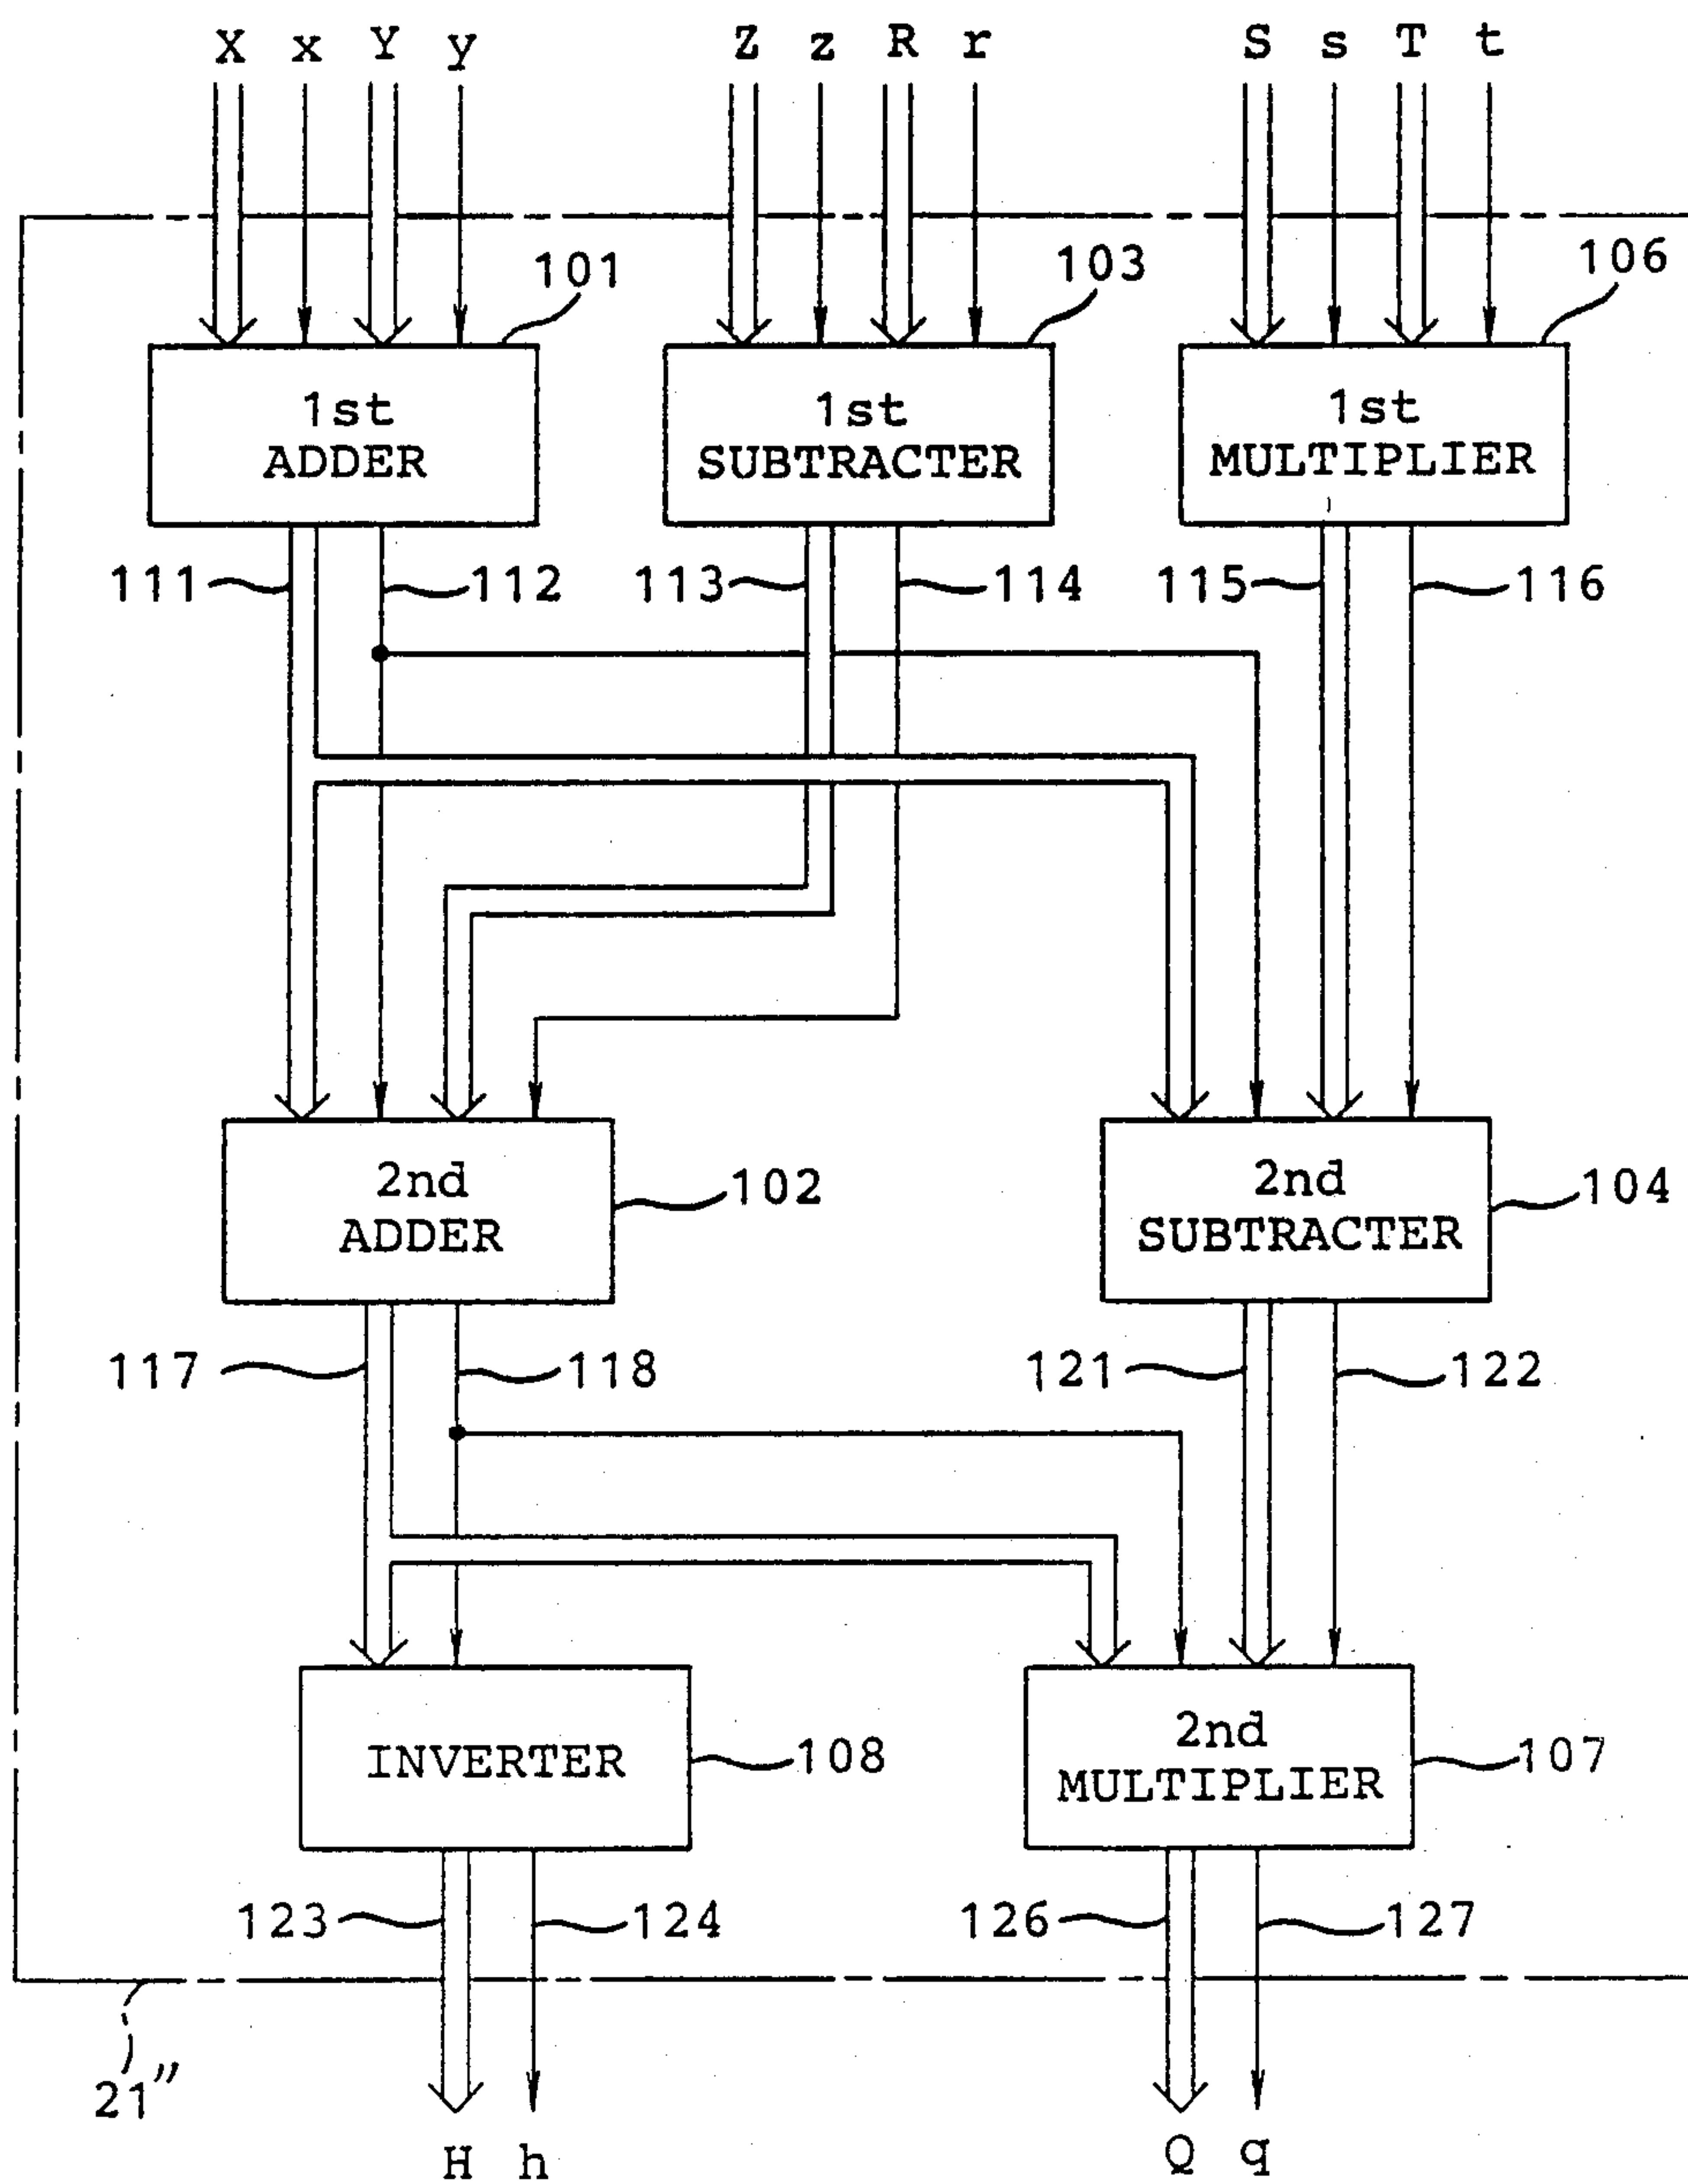 X x Y y Z z R r S s T t
101 103 106
1st ADDER
1st SUBTRACTER
1st MULTIPLIER
111 112 113 114 115 116
2nd ADDER
102
2nd SUBTRACTER
104
117 118 121 122
INVERTER
108
2nd MULTIPLIER
107
123 124 126 127
21″
H h Q q